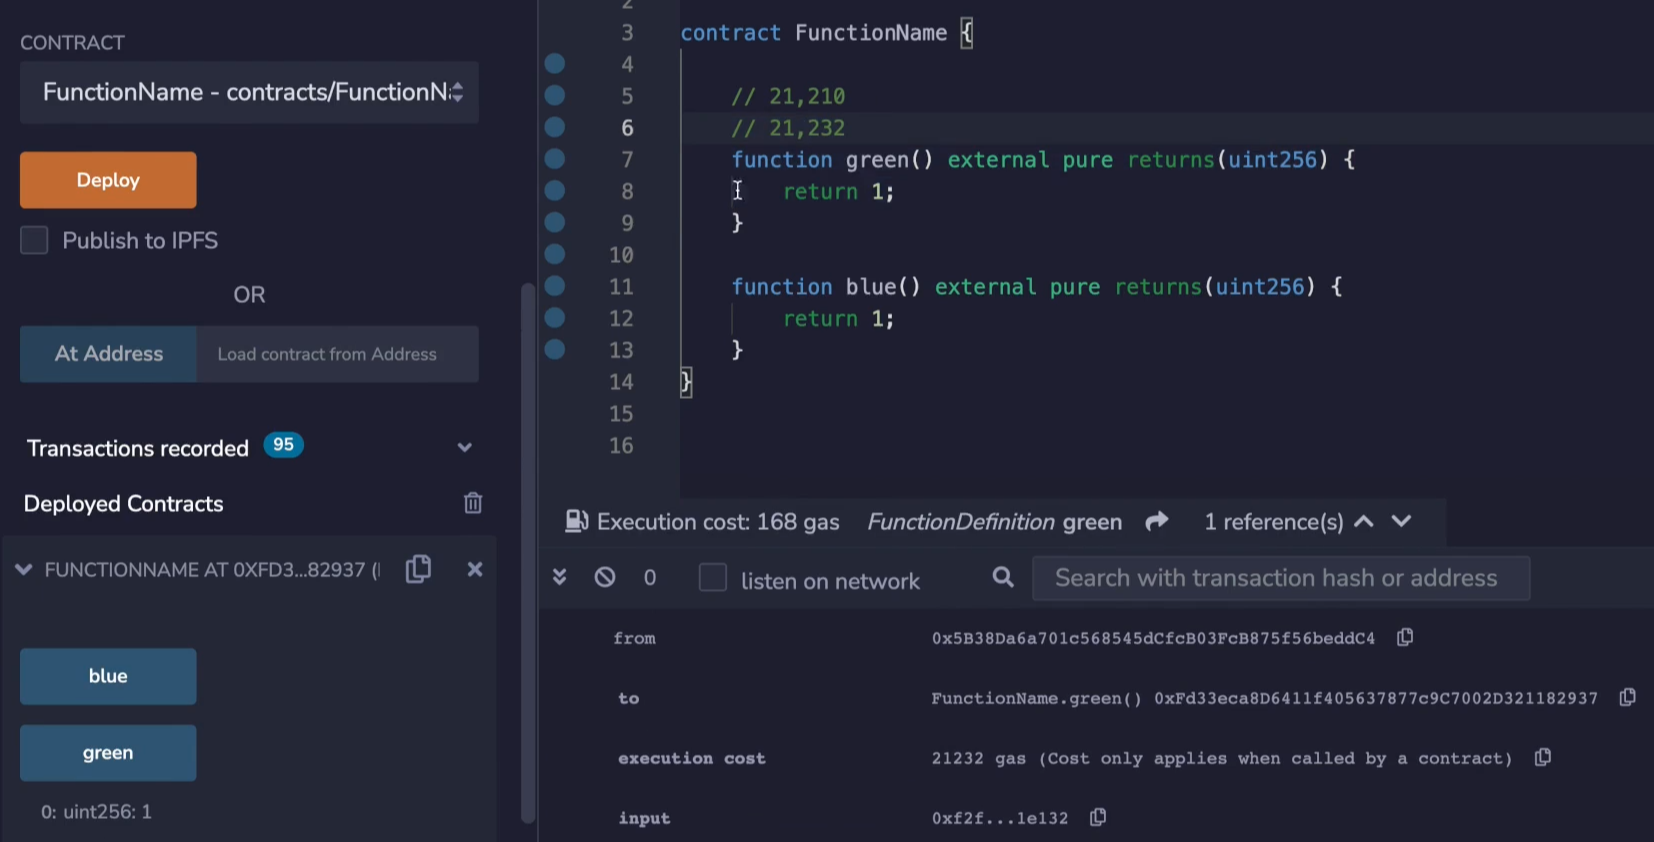 CONTRACT
FunctionName - contracts/FunctionNa
Deploy
Publish to IPFS
OR
At Address
Load contract from Address
Transactions recorded 95
Deployed Contracts
FUNCTIONNAME AT 0XFD3...82937 (
blue
green
0: uint256: 1
2
3 contract FunctionName {
4
5 // 21,210
6 // 21,232
7 function green() external pure returns(uint256) {
8 return 1;
9 }
10
11 function blue() external pure returns(uint256) {
12 return 1;
13 }
14 }
15
16
Execution cost: 168 gas FunctionDefinition green 1 reference(s)
0 listen on network Search with transaction hash or address
from 0x5B38Da6a701c568545dCfcB03FcB875f56beddC4
to FunctionName.green() 0xFd33eca8D6411f405637877c9C7002D321182937
execution cost 21232 gas (Cost only applies when called by a contract)
input 0xf2f...1e132